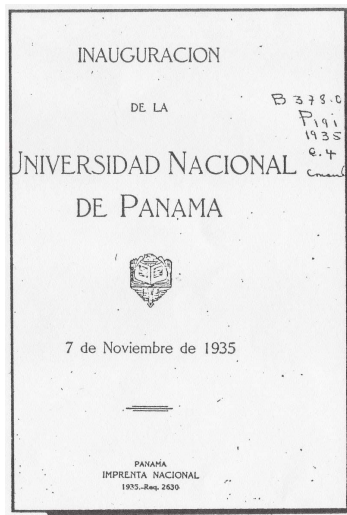 INAUGURACION
DE LA
B 378.0
P191
1935
e.4
UNIVERSIDAD NACIONAL
DE PANAMA
7 de Noviembre de 1935
PANAMÁ
IMPRENTA NACIONAL
1935.-Req. 2630